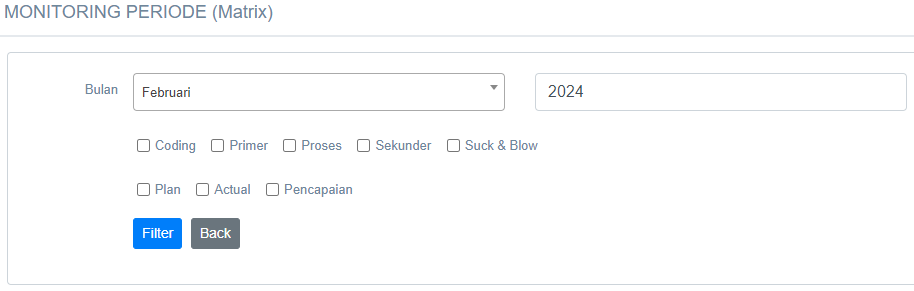 MONITORING PERIODE (Matrix)
Bulan Februari 2024
Coding Primer Proses Sekunder Suck & Blow
Plan Actual Pencapaian
Filter Back